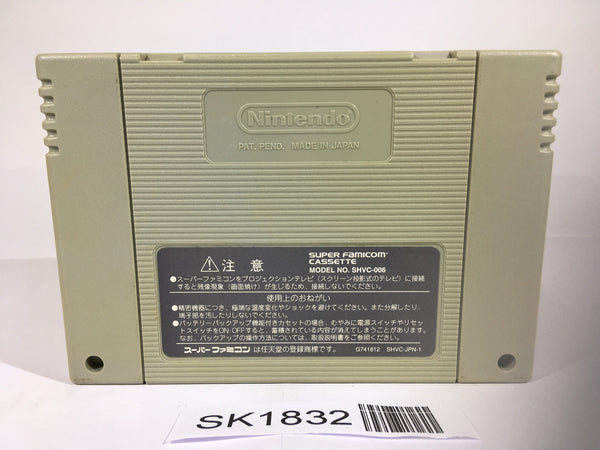 Nintendo
PAT. PEND. MADE IN JAPAN
注意
SUPER FAMICOM
CASSETTE
MODEL NO. SHVC-006
●スーパーファミコンをプロジェクションテレビ(スクリーン投影式のテレビ)に接続
すると残像現象(画面焼け)が生じるため、接続しないでください。
使用上のおねがい
●精密機器につき、極端な温度変化やショックを避けてください。また分解したり、
端子部を汚したりしないでください。
●バッテリーバックアップ機能付きカセットの場合、むやみに電源スイッチやリセ
ットスイッチをON・OFFすると、蓄積されている内容が消えてしまうことがあります。
なお、バックアップの操作方法については、取扱説明書をご参照ください。
スーパーファミコンは任天堂の登録商標です。
G741812 SHVC-JPN-1
SK1832